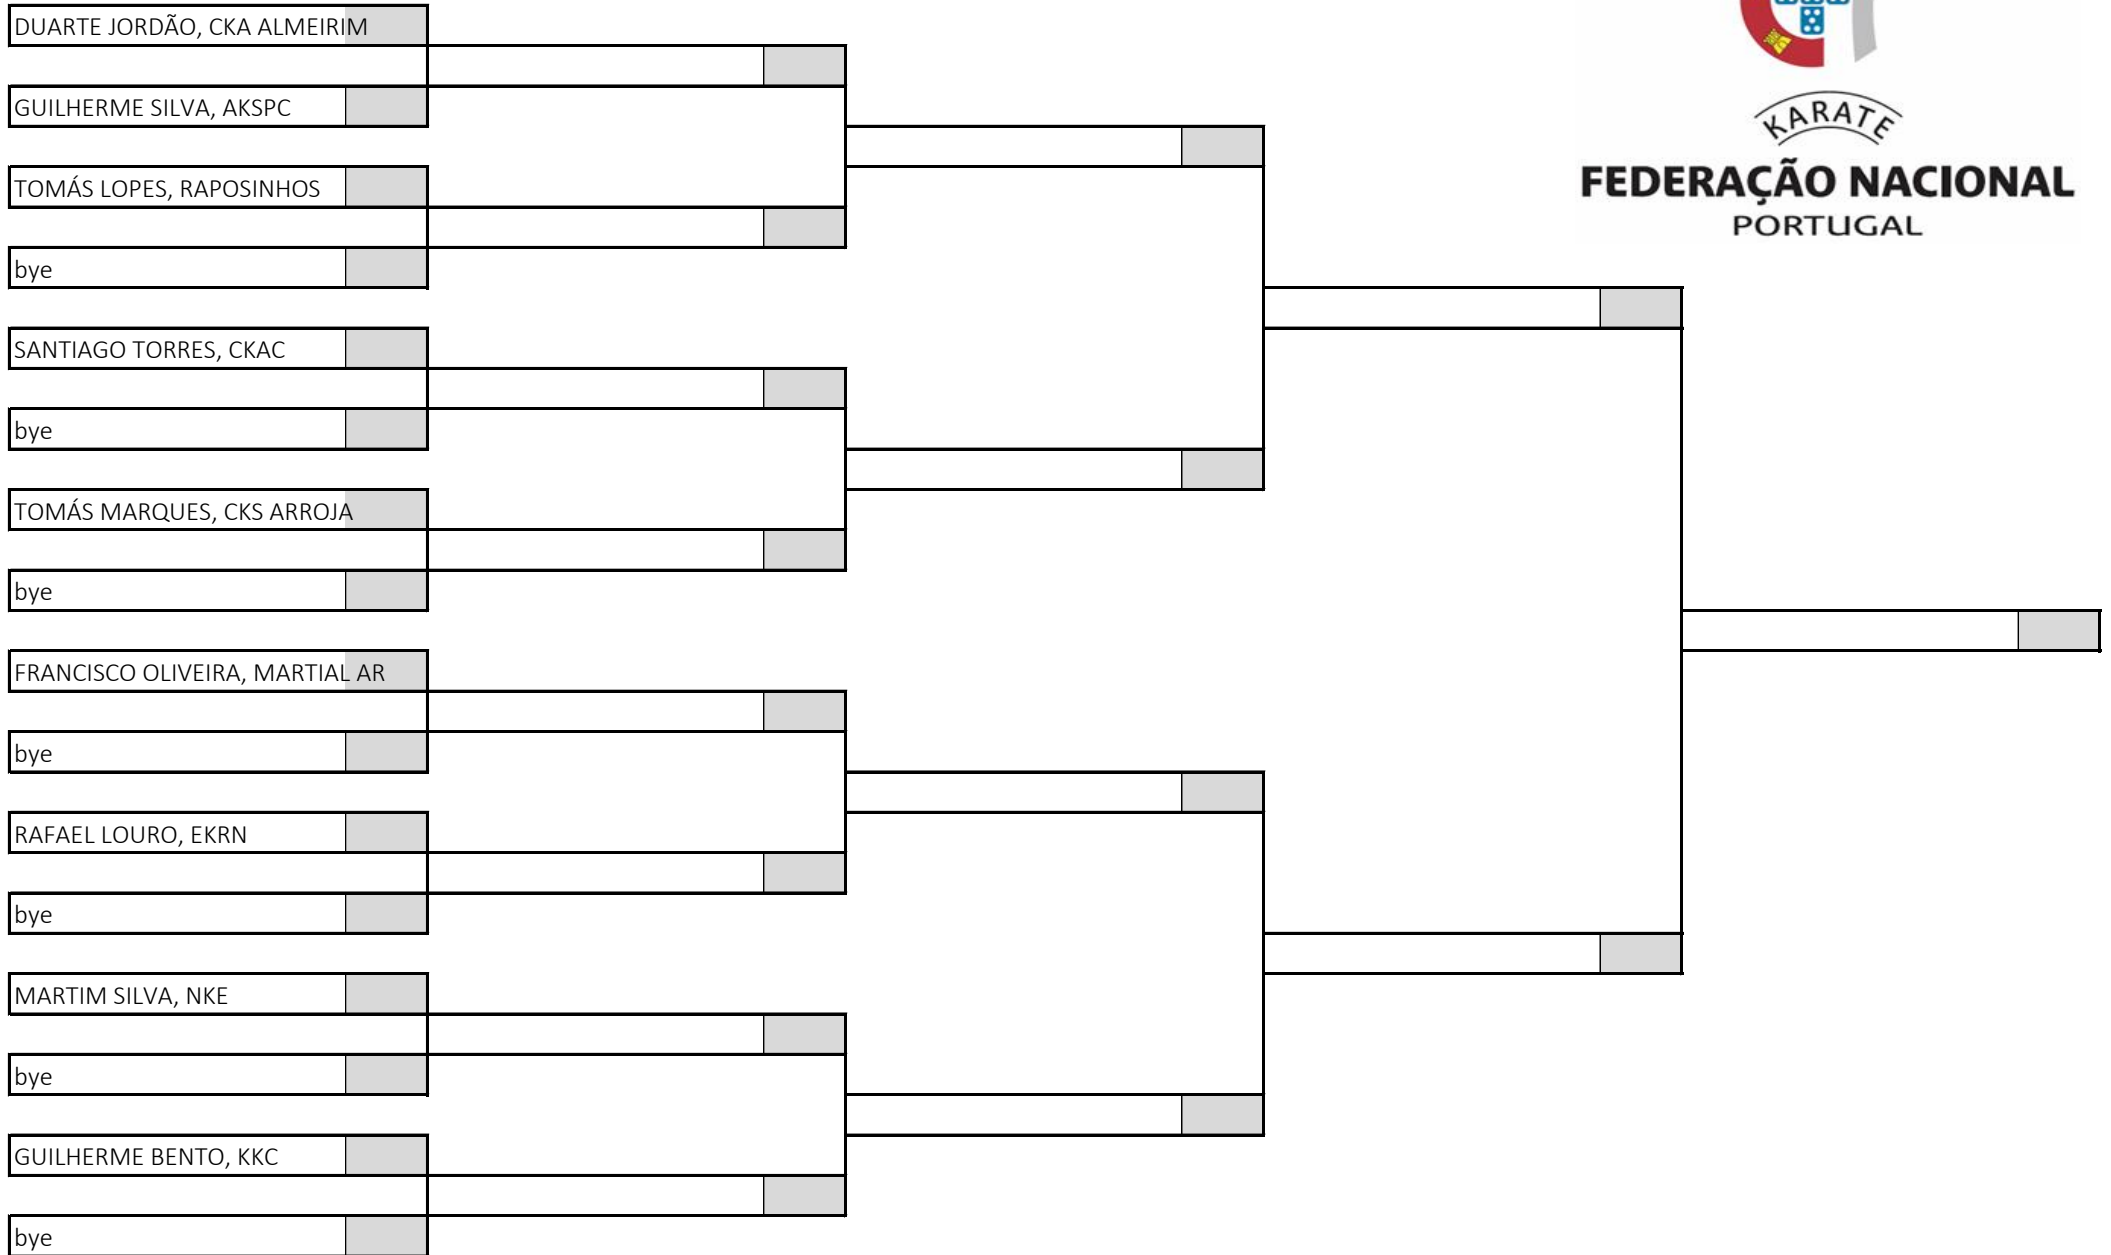 DUARTE JORDÃO, CKA ALMEIRIM
GUILHERME SILVA, AKSPC
TOMÁS LOPES, RAPOSINHOS
bye
SANTIAGO TORRES, CKAC
bye
TOMÁS MARQUES, CKS ARROJA
bye
FRANCISCO OLIVEIRA, MARTIAL AR
bye
RAFAEL LOURO, EKRN
bye
MARTIM SILVA, NKE
bye
GUILHERME BENTO, KKC
bye
KARATE
FEDERAÇÃO NACIONAL
PORTUGAL